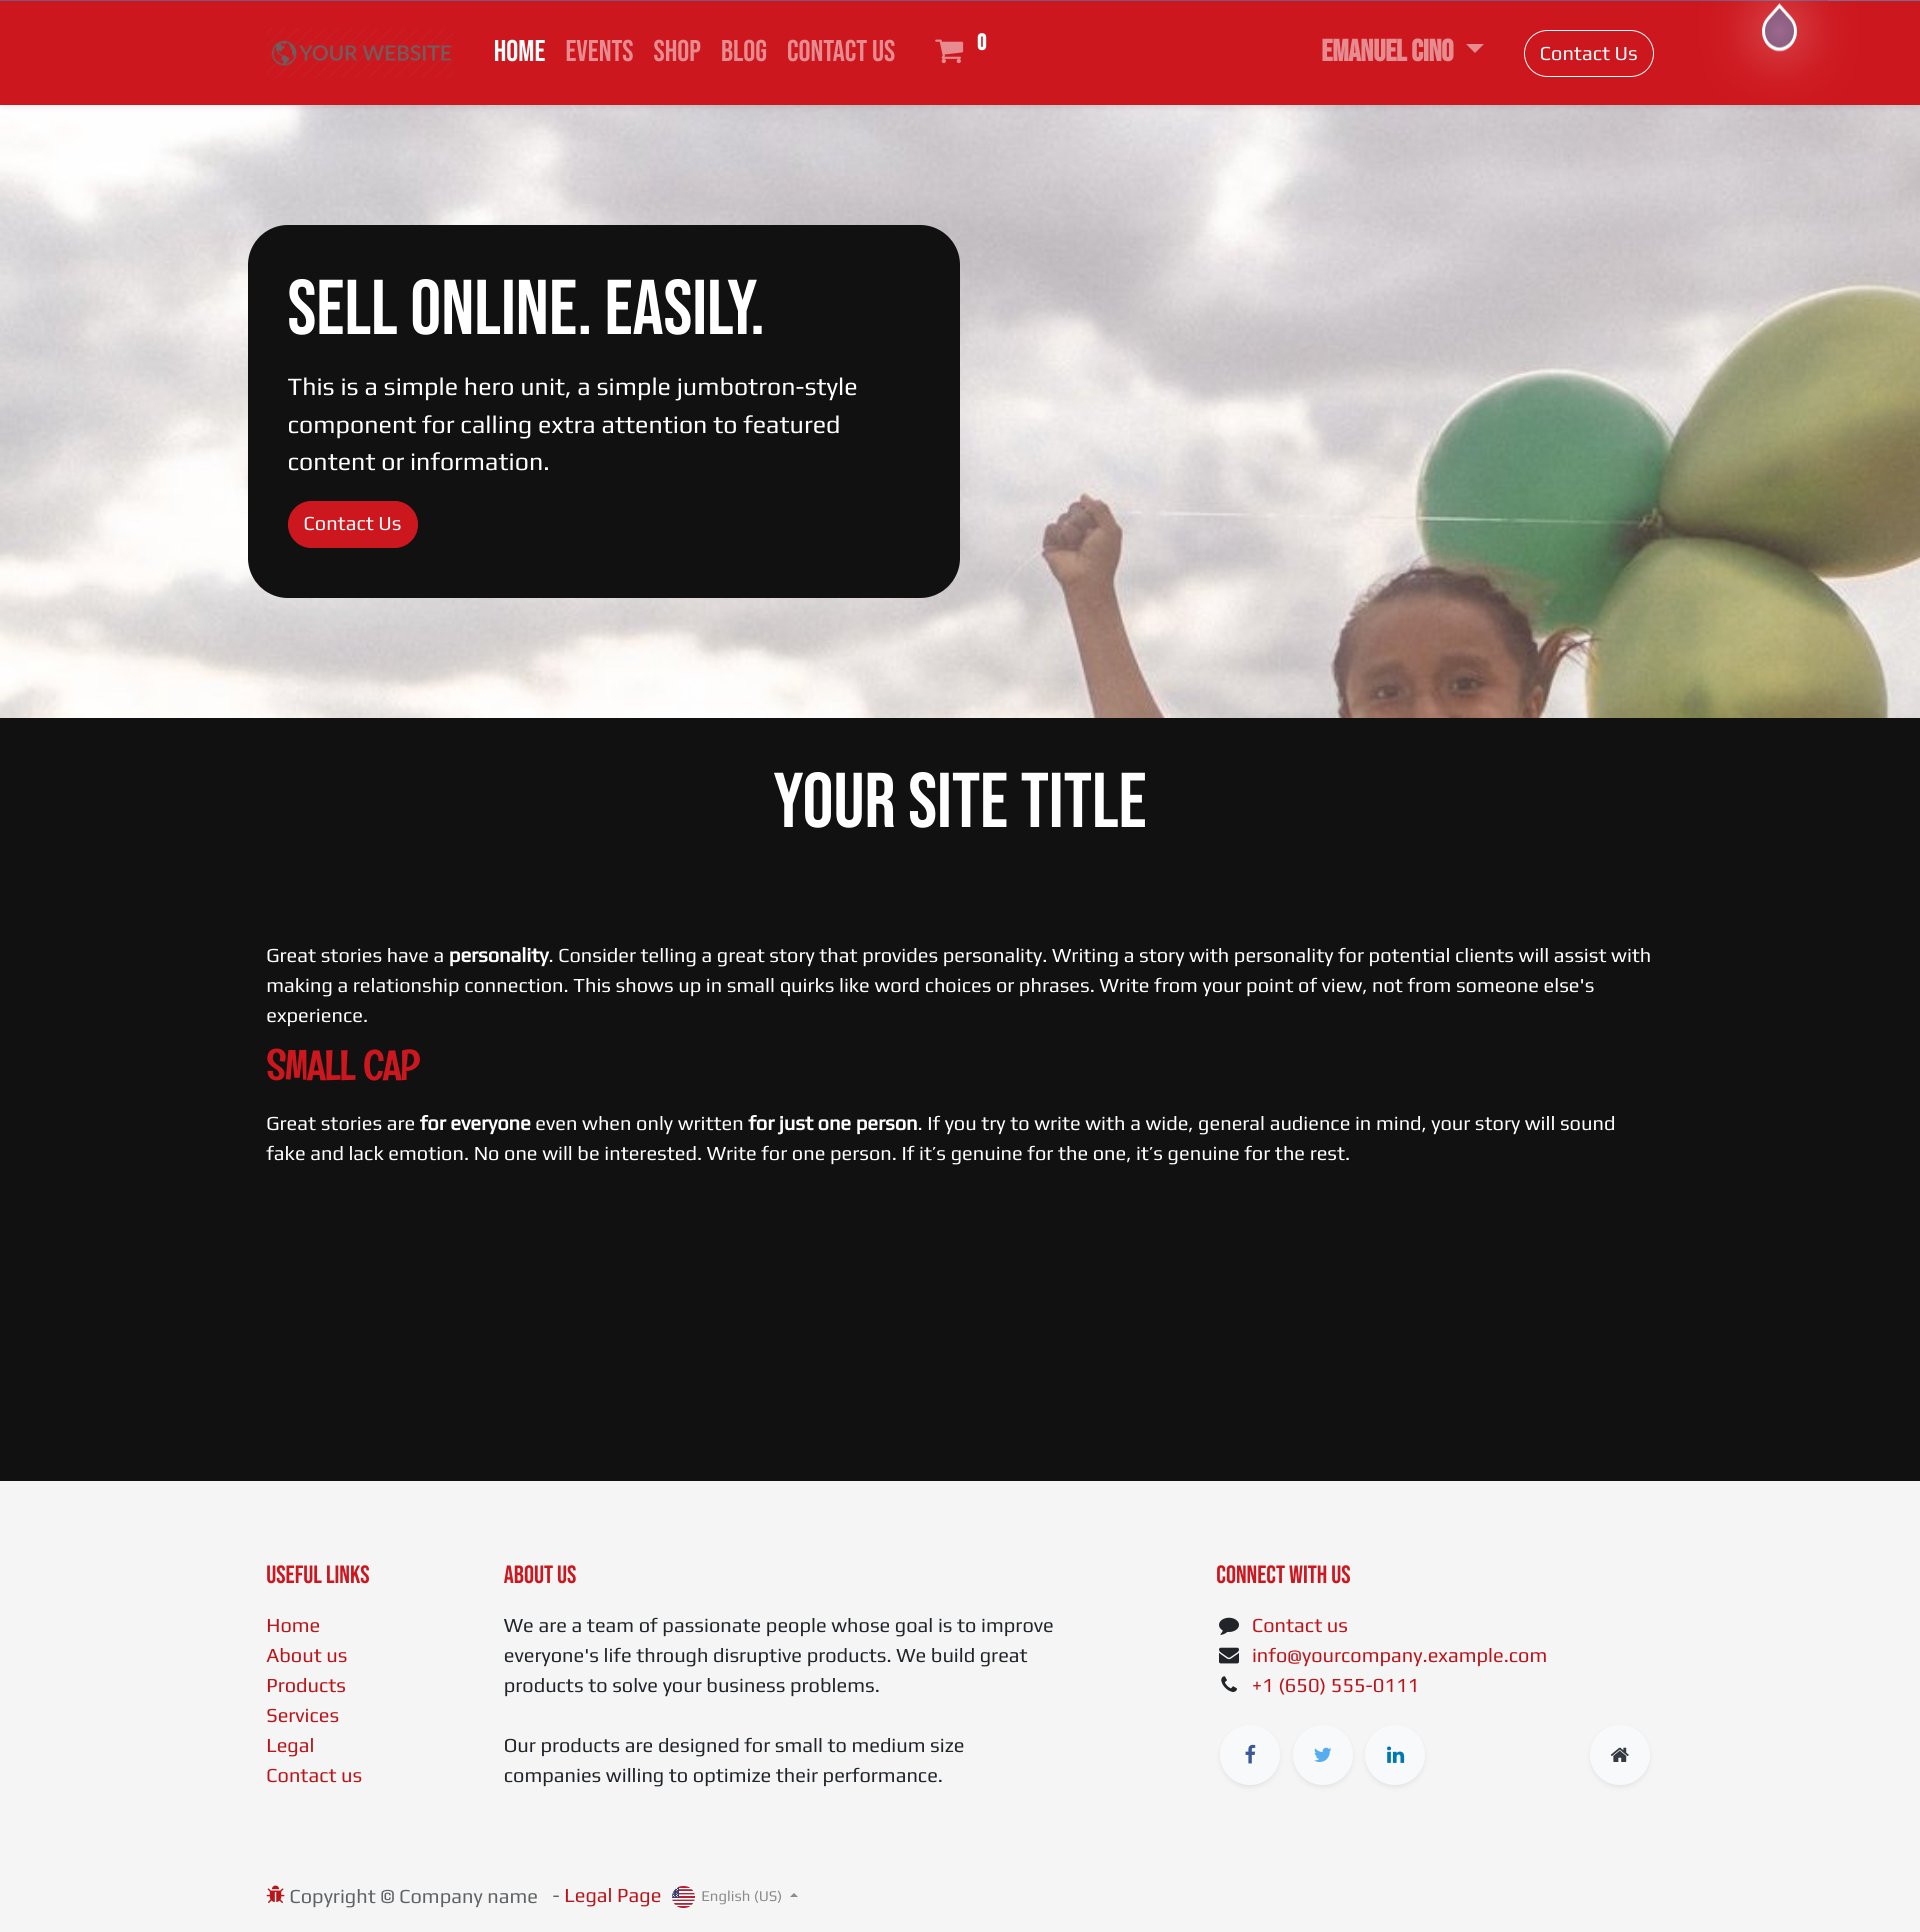 YOUR WEBSITE
HOME EVENTS SHOP BLOG CONTACT US 0 EMANUEL CINO Contact Us
SELL ONLINE. EASILY.
This is a simple hero unit, a simple jumbotron-style
component for calling extra attention to featured
content or information.
Contact Us
YOUR SITE TITLE
Great stories have a personality. Consider telling a great story that provides personality. Writing a story with personality for potential clients will assist with
making a relationship connection. This shows up in small quirks like word choices or phrases. Write from your point of view, not from someone else's
experience.
SMALL CAP
Great stories are for everyone even when only written for just one person. If you try to write with a wide, general audience in mind, your story will sound
fake and lack emotion. No one will be interested. Write for one person. If it’s genuine for the one, it’s genuine for the rest.
USEFUL LINKS
Home
About us
Products
Services
Legal
Contact us
ABOUT US
We are a team of passionate people whose goal is to improve
everyone's life through disruptive products. We build great
products to solve your business problems.
Our products are designed for small to medium size
companies willing to optimize their performance.
CONNECT WITH US
Contact us
info@yourcompany.example.com
+1 (650) 555-0111
Copyright © Company name - Legal Page English (US)